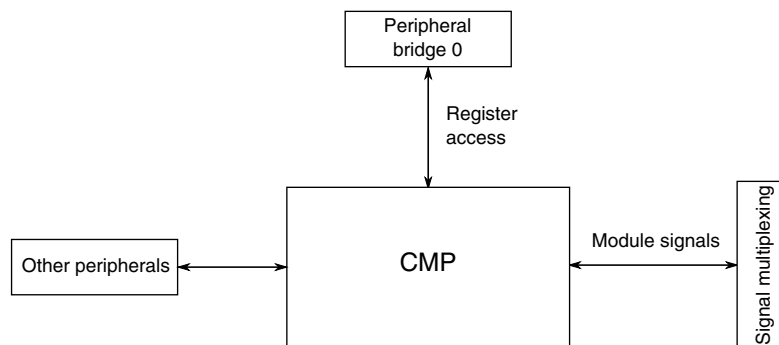 Peripheral
bridge 0
Register
access
CMP
Other peripherals
Module signals
Signal multiplexing